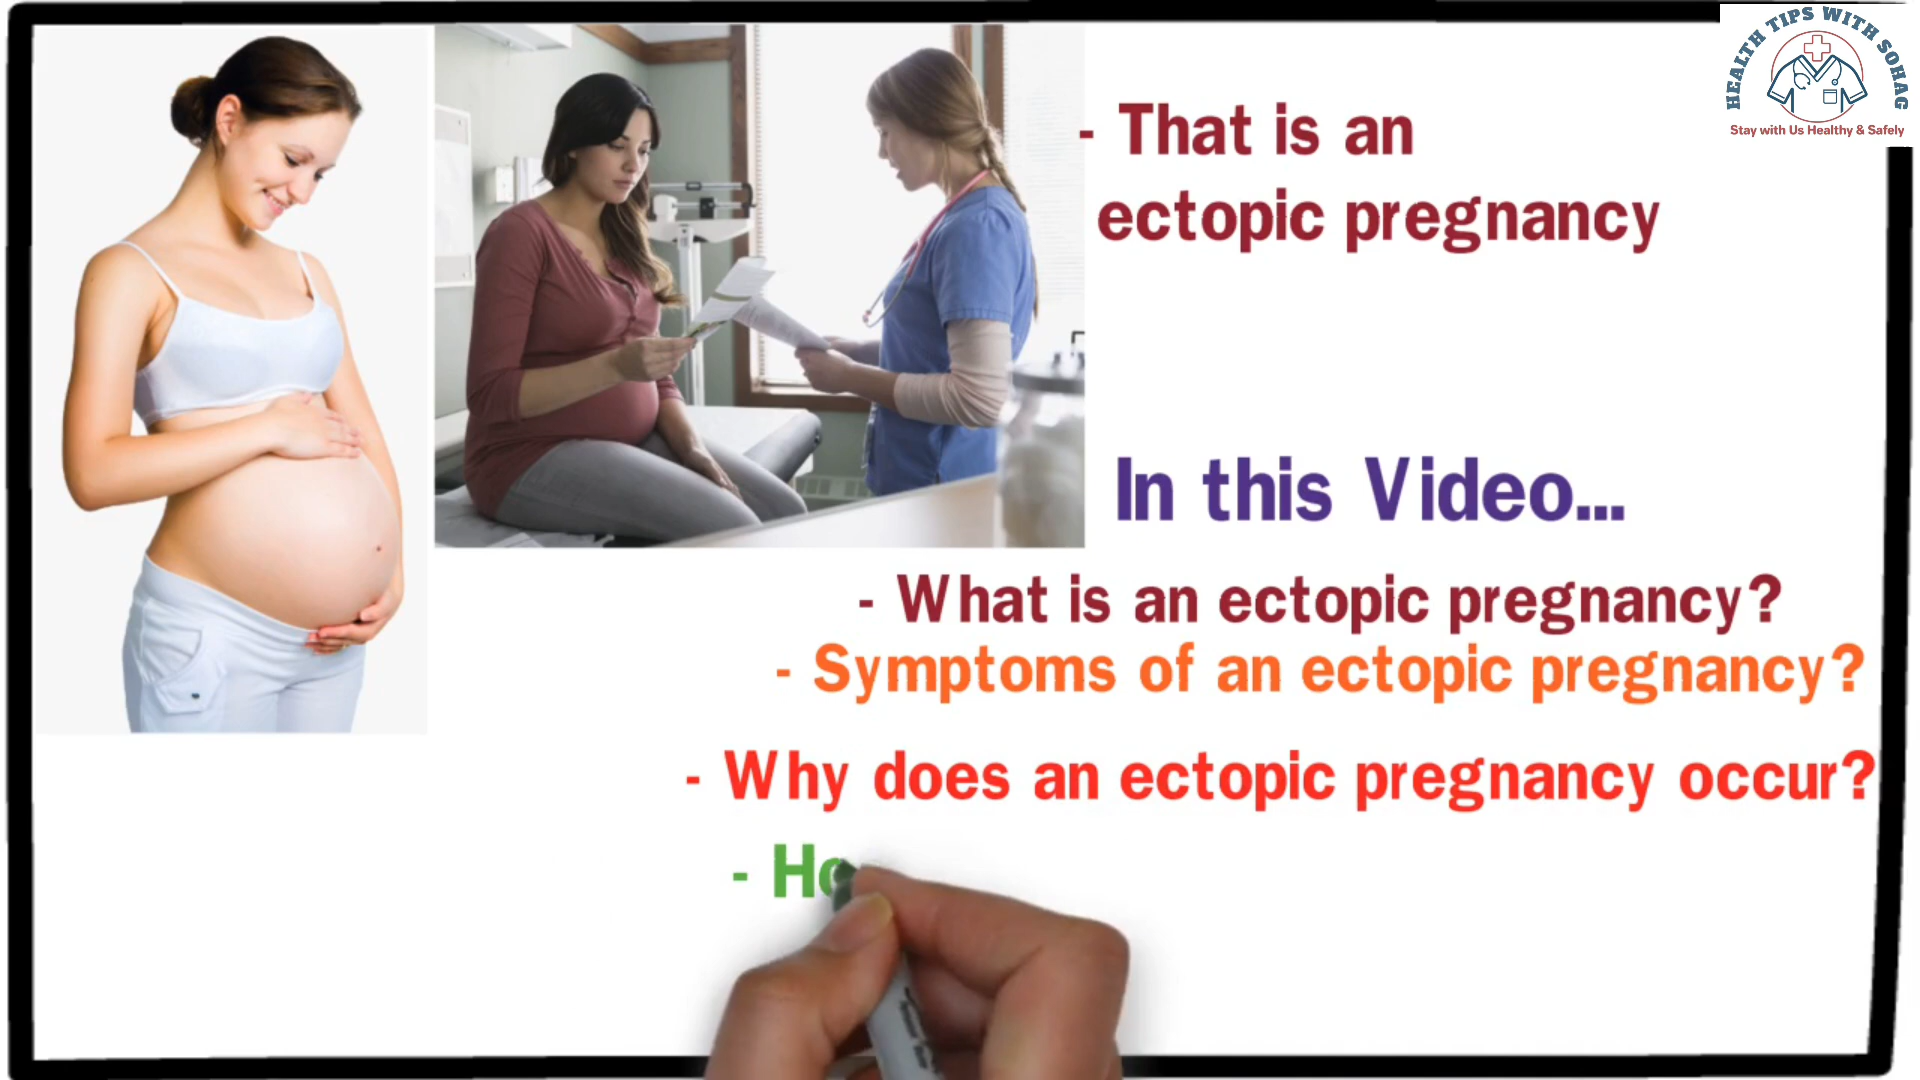 HEALTH TIPS WITH SOHAG
Stay with Us Healthy & Safely
- That is an
ectopic pregnancy
In this Video...
- What is an ectopic pregnancy?
- Symptoms of an ectopic pregnancy?
- Why does an ectopic pregnancy occur?
- Ho